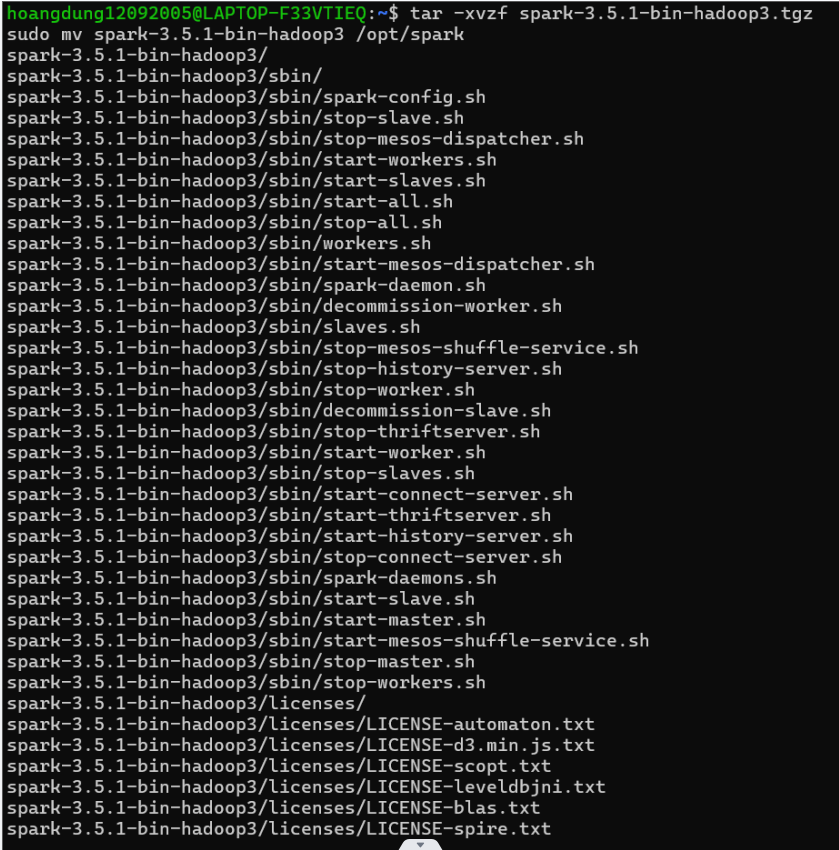 hoangdung12092005@LAPTOP-F33VTIEQ:~$ tar -xvzf spark-3.5.1-bin-hadoop3.tgz
sudo mv spark-3.5.1-bin-hadoop3 /opt/spark
spark-3.5.1-bin-hadoop3/
spark-3.5.1-bin-hadoop3/sbin/
spark-3.5.1-bin-hadoop3/sbin/spark-config.sh
spark-3.5.1-bin-hadoop3/sbin/stop-slave.sh
spark-3.5.1-bin-hadoop3/sbin/stop-mesos-dispatcher.sh
spark-3.5.1-bin-hadoop3/sbin/start-workers.sh
spark-3.5.1-bin-hadoop3/sbin/start-slaves.sh
spark-3.5.1-bin-hadoop3/sbin/start-all.sh
spark-3.5.1-bin-hadoop3/sbin/stop-all.sh
spark-3.5.1-bin-hadoop3/sbin/workers.sh
spark-3.5.1-bin-hadoop3/sbin/start-mesos-dispatcher.sh
spark-3.5.1-bin-hadoop3/sbin/spark-daemon.sh
spark-3.5.1-bin-hadoop3/sbin/decommission-worker.sh
spark-3.5.1-bin-hadoop3/sbin/slaves.sh
spark-3.5.1-bin-hadoop3/sbin/stop-mesos-shuffle-service.sh
spark-3.5.1-bin-hadoop3/sbin/stop-history-server.sh
spark-3.5.1-bin-hadoop3/sbin/stop-worker.sh
spark-3.5.1-bin-hadoop3/sbin/decommission-slave.sh
spark-3.5.1-bin-hadoop3/sbin/stop-thriftserver.sh
spark-3.5.1-bin-hadoop3/sbin/start-worker.sh
spark-3.5.1-bin-hadoop3/sbin/stop-slaves.sh
spark-3.5.1-bin-hadoop3/sbin/start-connect-server.sh
spark-3.5.1-bin-hadoop3/sbin/start-thriftserver.sh
spark-3.5.1-bin-hadoop3/sbin/start-history-server.sh
spark-3.5.1-bin-hadoop3/sbin/stop-connect-server.sh
spark-3.5.1-bin-hadoop3/sbin/spark-daemons.sh
spark-3.5.1-bin-hadoop3/sbin/start-slave.sh
spark-3.5.1-bin-hadoop3/sbin/start-master.sh
spark-3.5.1-bin-hadoop3/sbin/start-mesos-shuffle-service.sh
spark-3.5.1-bin-hadoop3/sbin/stop-master.sh
spark-3.5.1-bin-hadoop3/sbin/stop-workers.sh
spark-3.5.1-bin-hadoop3/licenses/
spark-3.5.1-bin-hadoop3/licenses/LICENSE-automaton.txt
spark-3.5.1-bin-hadoop3/licenses/LICENSE-d3.min.js.txt
spark-3.5.1-bin-hadoop3/licenses/LICENSE-scopt.txt
spark-3.5.1-bin-hadoop3/licenses/LICENSE-leveldbjni.txt
spark-3.5.1-bin-hadoop3/licenses/LICENSE-blas.txt
spark-3.5.1-bin-hadoop3/licenses/LICENSE-spire.txt